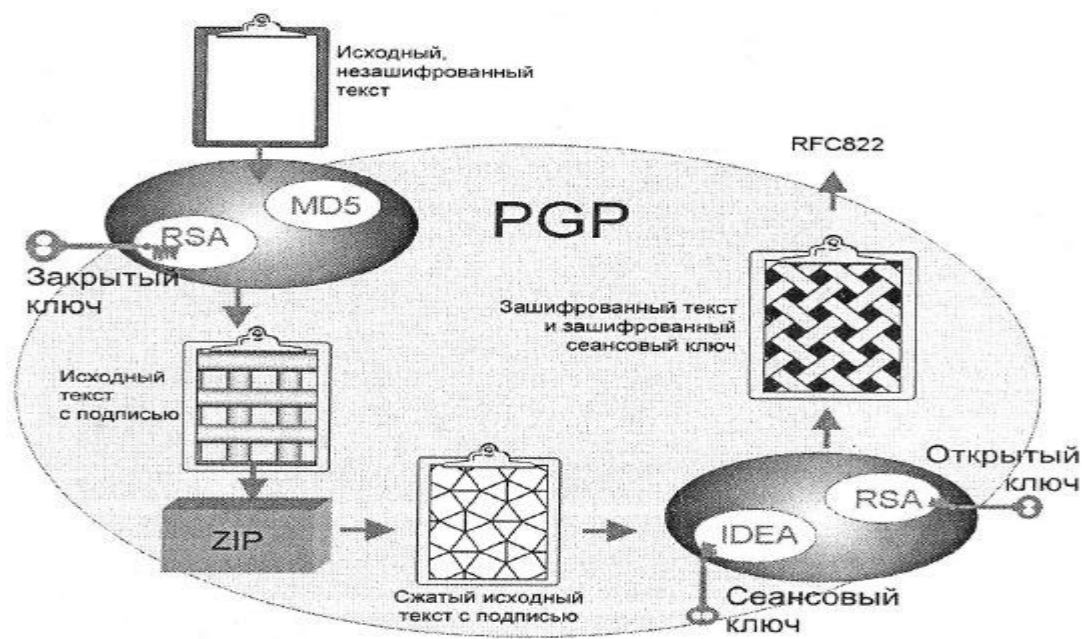 Исходный,
незашифрованный
текст
RFC822
MD5
PGP
RSA
Закрытый
ключ
Зашифрованный текст
и зашифрованный
сеансовый ключ
Исходный
текст
с подписью
Открытый
ключ
RSA
ZIP
IDEA
Сжатый исходный
текст с подписью
Сеансовый
ключ